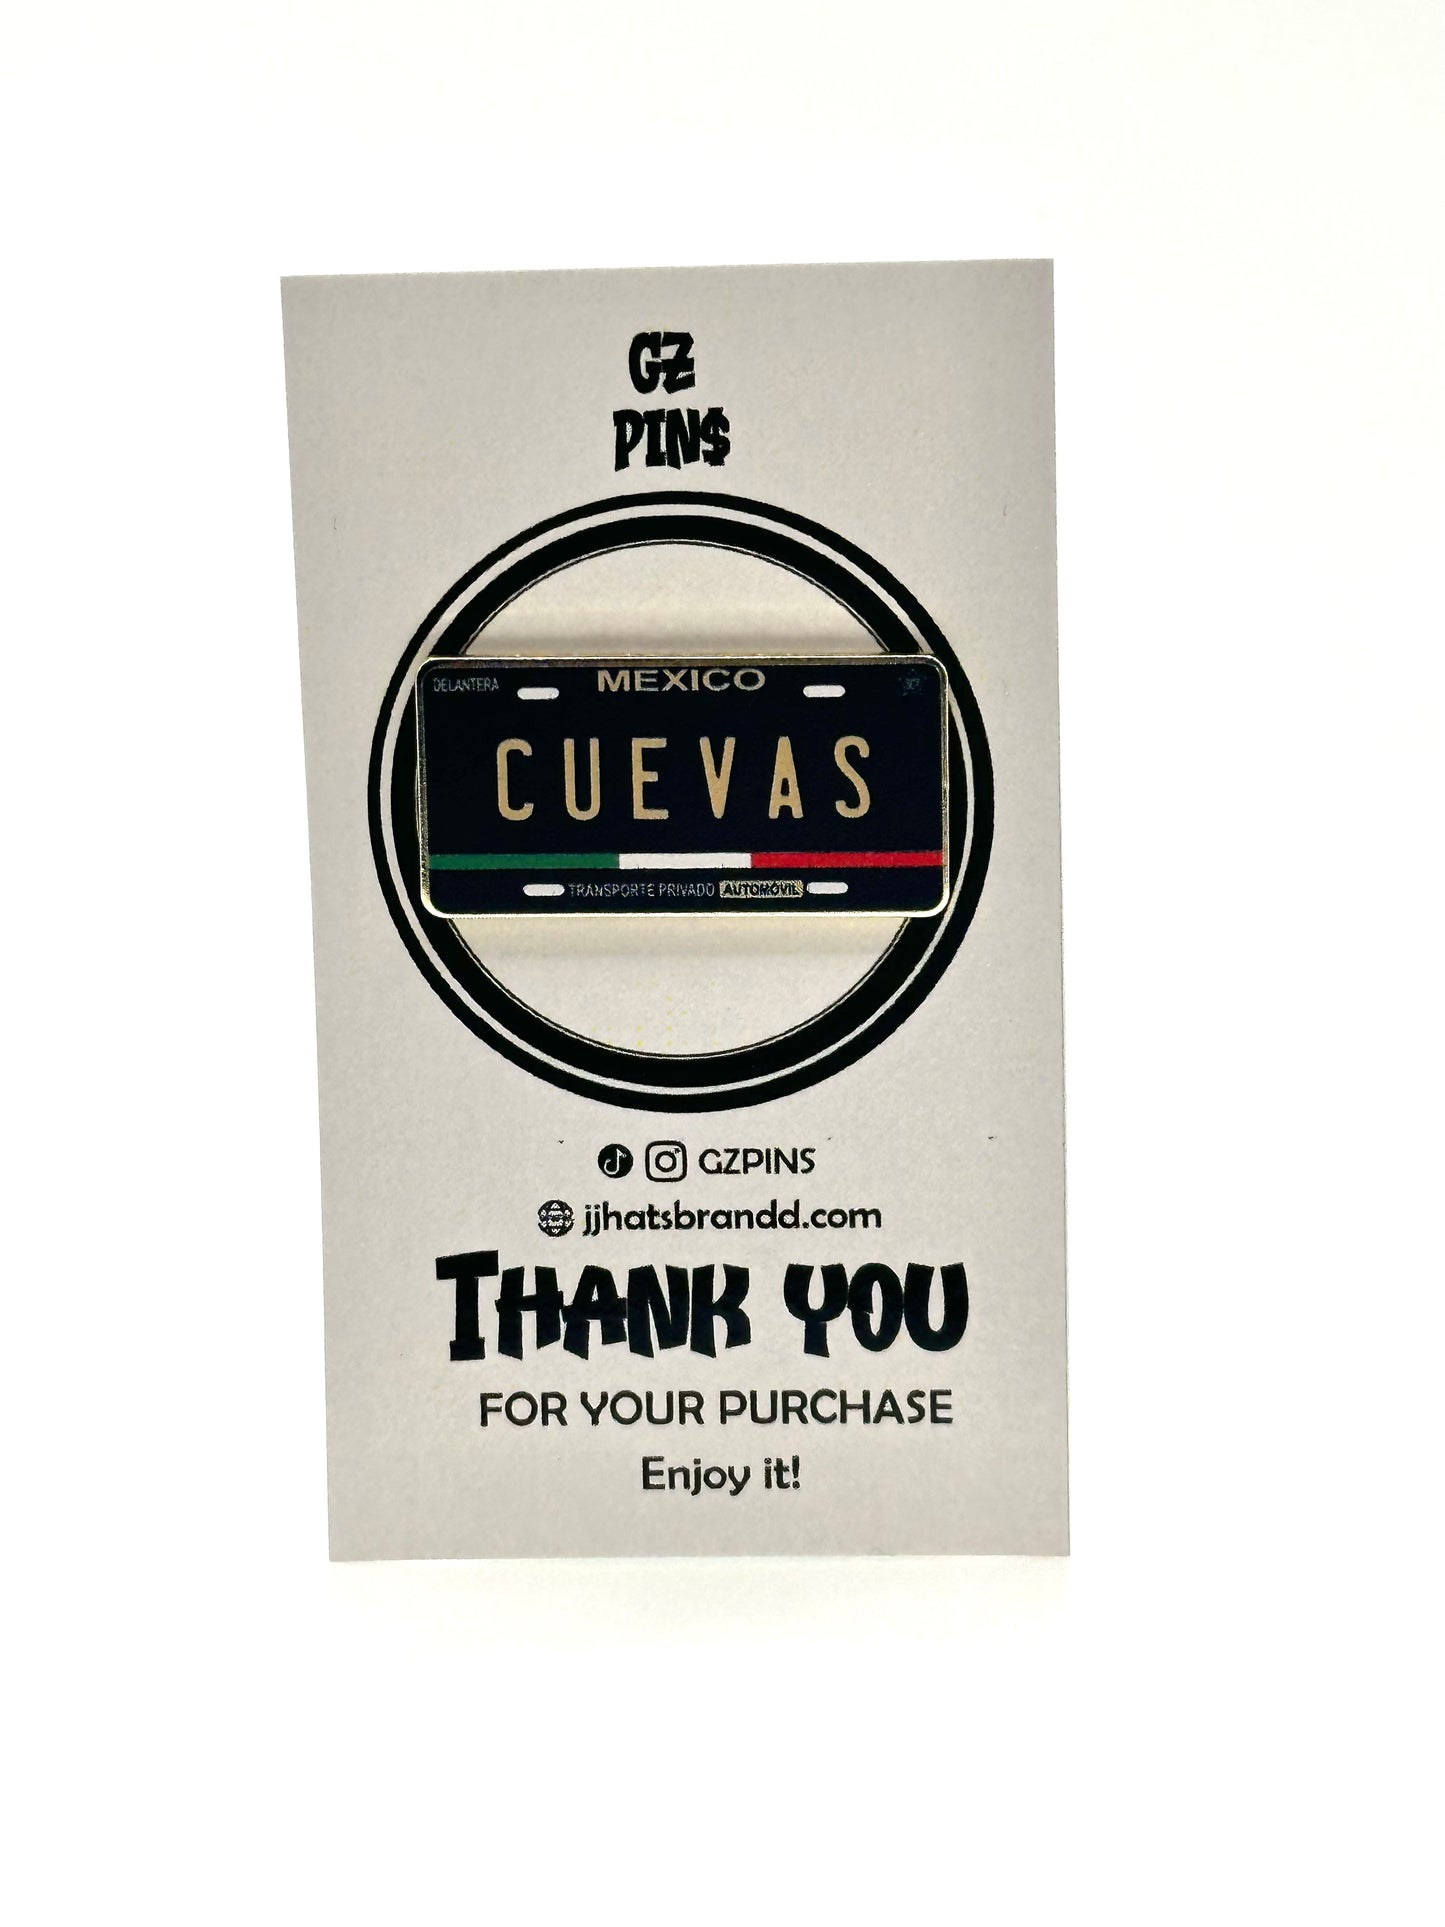 GZ
PIN$
DELANTERA
MEXICO
CUEVAS
TRANSPORTE PRIVADO AUTOMOVIL
GZPINS
jjhatsbrandd.com
THANK YOU
FOR YOUR PURCHASE
Enjoy it!